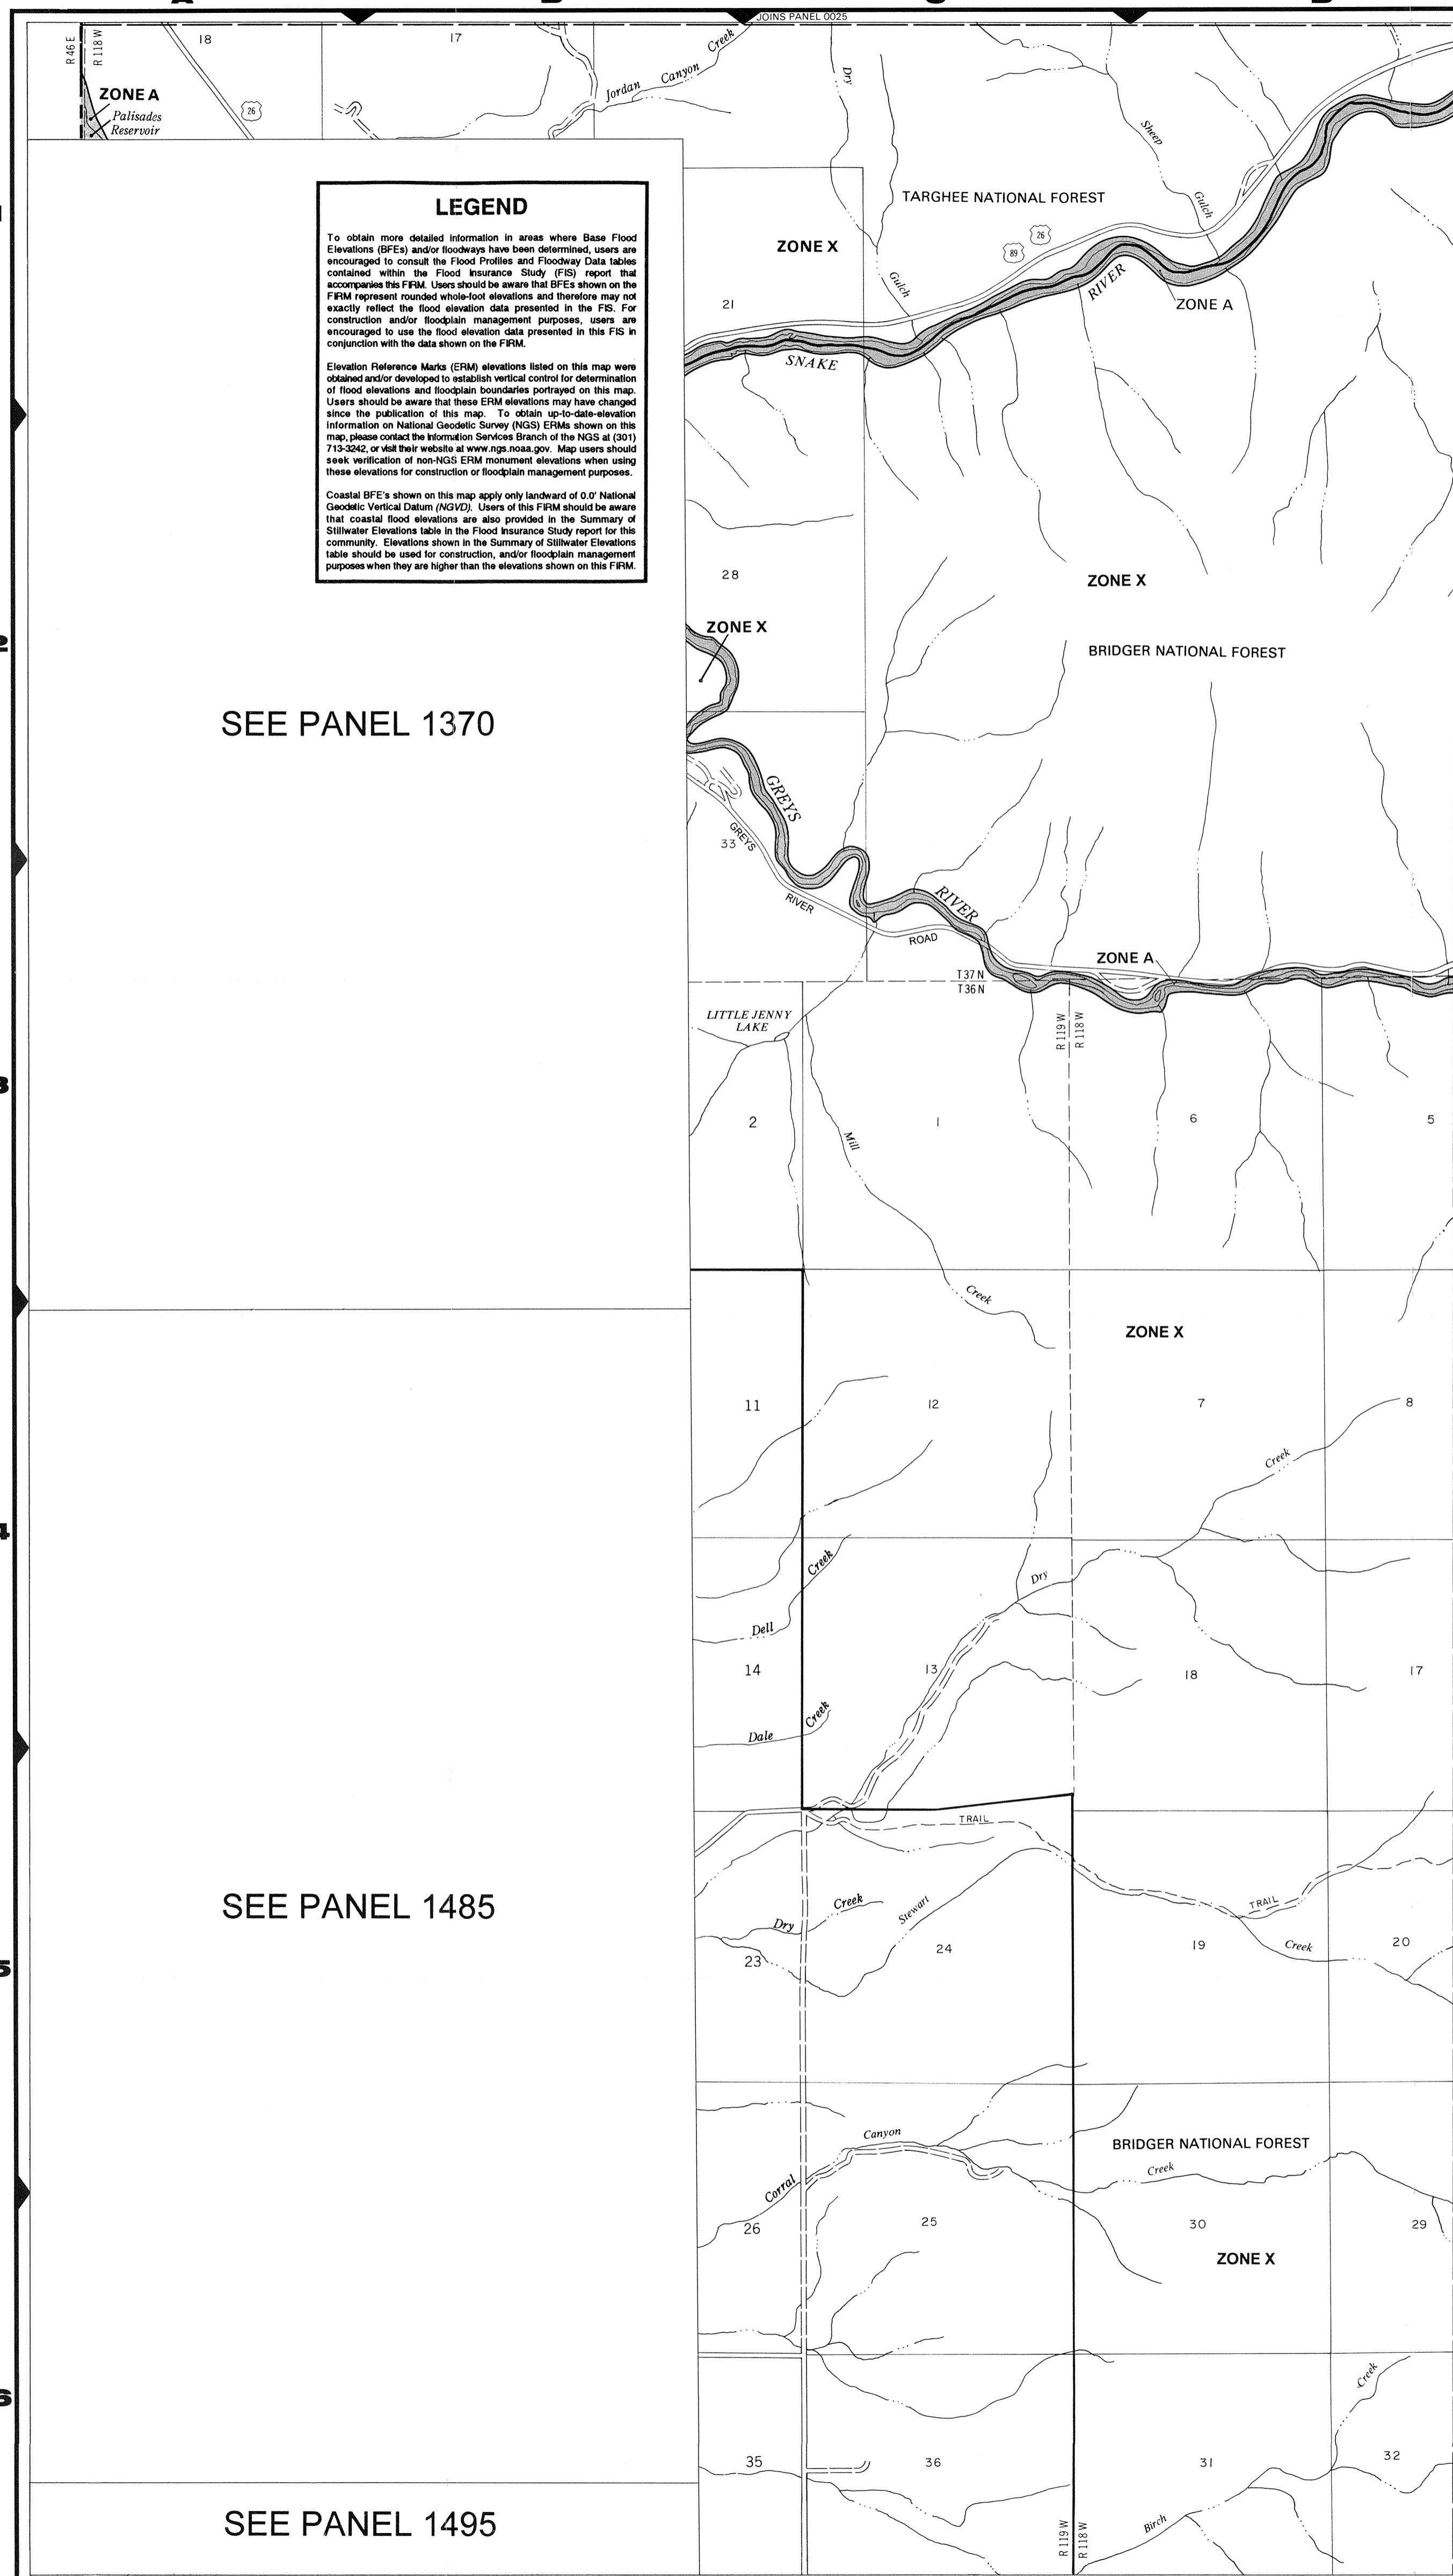 JOINS PANEL 0025
R 46 E
R 118 W
18
17
26
ZONE A
Palisades
Reservoir
Jordan Canyon Creek
Dry
Gulch
Sheep
Gulch
TARGHEE NATIONAL FOREST
26
89
ZONE X
21
SNAKE
RIVER
ZONE A
LEGEND
To obtain more detailed information in areas where Base Flood
Elevations (BFEs) and/or floodways have been determined, users are
encouraged to consult the Flood Profiles and Floodway Data tables
contained within the Flood Insurance Study (FIS) report that
accompanies this FIRM. Users should be aware that BFEs shown on the
FIRM represent rounded whole-foot elevations and therefore may not
exactly reflect the flood elevation data presented in the FIS. For
construction and/or floodplain management purposes, users are
encouraged to use the flood elevation data presented in this FIS in
conjunction with the data shown on the FIRM.
Elevation Reference Marks (ERM) elevations listed on this map were
obtained and/or developed to establish vertical control for determination
of flood elevations and floodplain boundaries portrayed on this map.
Users should be aware that these ERM elevations may have changed
since the publication of this map. To obtain up-to-date-elevation
information on National Geodetic Survey (NGS) ERMs shown on this
map, please contact the Information Services Branch of the NGS at (301)
713-3242, or visit their website at www.ngs.noaa.gov. Map users should
seek verification of non-NGS ERM monument elevations when using
these elevations for construction or floodplain management purposes.
Coastal BFE's shown on this map apply only landward of 0.0' National
Geodetic Vertical Datum (NGVD). Users of this FIRM should be aware
that coastal flood elevations are also provided in the Summary of
Stillwater Elevations table in the Flood Insurance Study report for this
community. Elevations shown in the Summary of Stillwater Elevations
table should be used for construction, and/or floodplain management
purposes when they are higher than the elevations shown on this FIRM.
28
ZONE X
ZONE X
BRIDGER NATIONAL FOREST
SEE PANEL 1370
GREYS
RIVER
33
GREYS
RIVER
ROAD
ZONE A
T 37 N
T 36 N
LITTLE JENNY
LAKE
R 119 W
R 118 W
2
1
6
5
Mill
Creek
ZONE X
11
12
7
8
Creek
Dry
Dell
Creek
14
13
18
17
Dale
Creek
TRAIL
TRAIL
SEE PANEL 1485
Dry
Creek
Stewart
Creek
23
24
19
20
Corral
Canyon
Creek
BRIDGER NATIONAL FOREST
26
25
30
29
ZONE X
Creek
35
36
31
32
Birch
R 119 W
R 118 W
SEE PANEL 1495